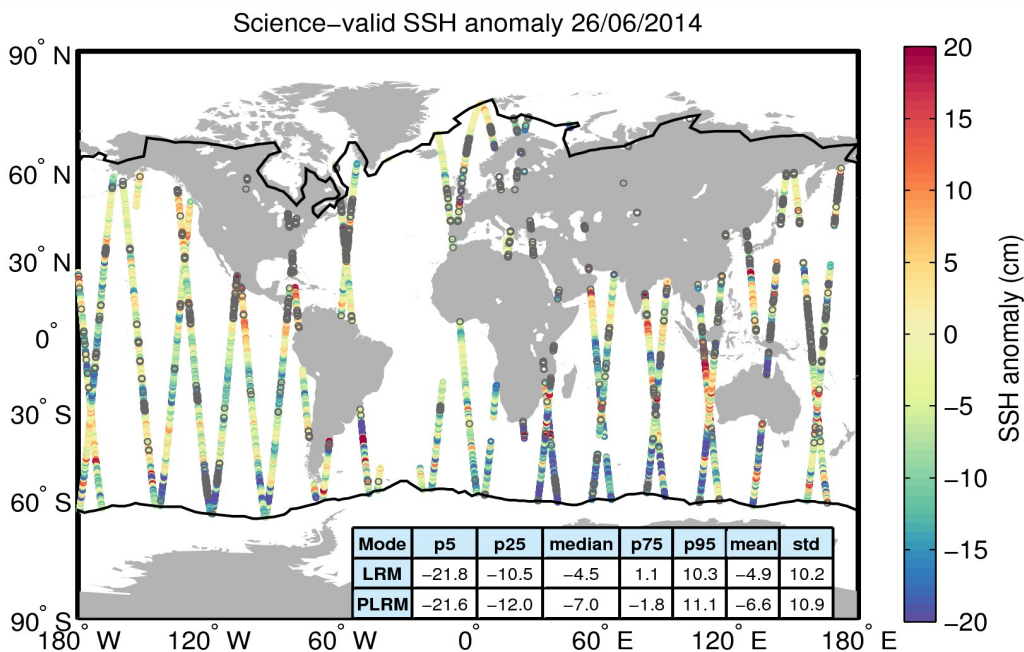 Science−valid SSH anomaly 26/06/2014
90° N
60° N
30° N
0°
30° S
60° S
90° S
180° W
120° W
60° W
0°
60° E
120° E
180° E
Mode p5 p25 median p75 p95 mean std
LRM −21.8 −10.5 −4.5 1.1 10.3 −4.9 10.2
PLRM −21.6 −12.0 −7.0 −1.8 11.1 −6.6 10.9
20
15
10
5
0
−5
−10
−15
−20
SSH anomaly (cm)